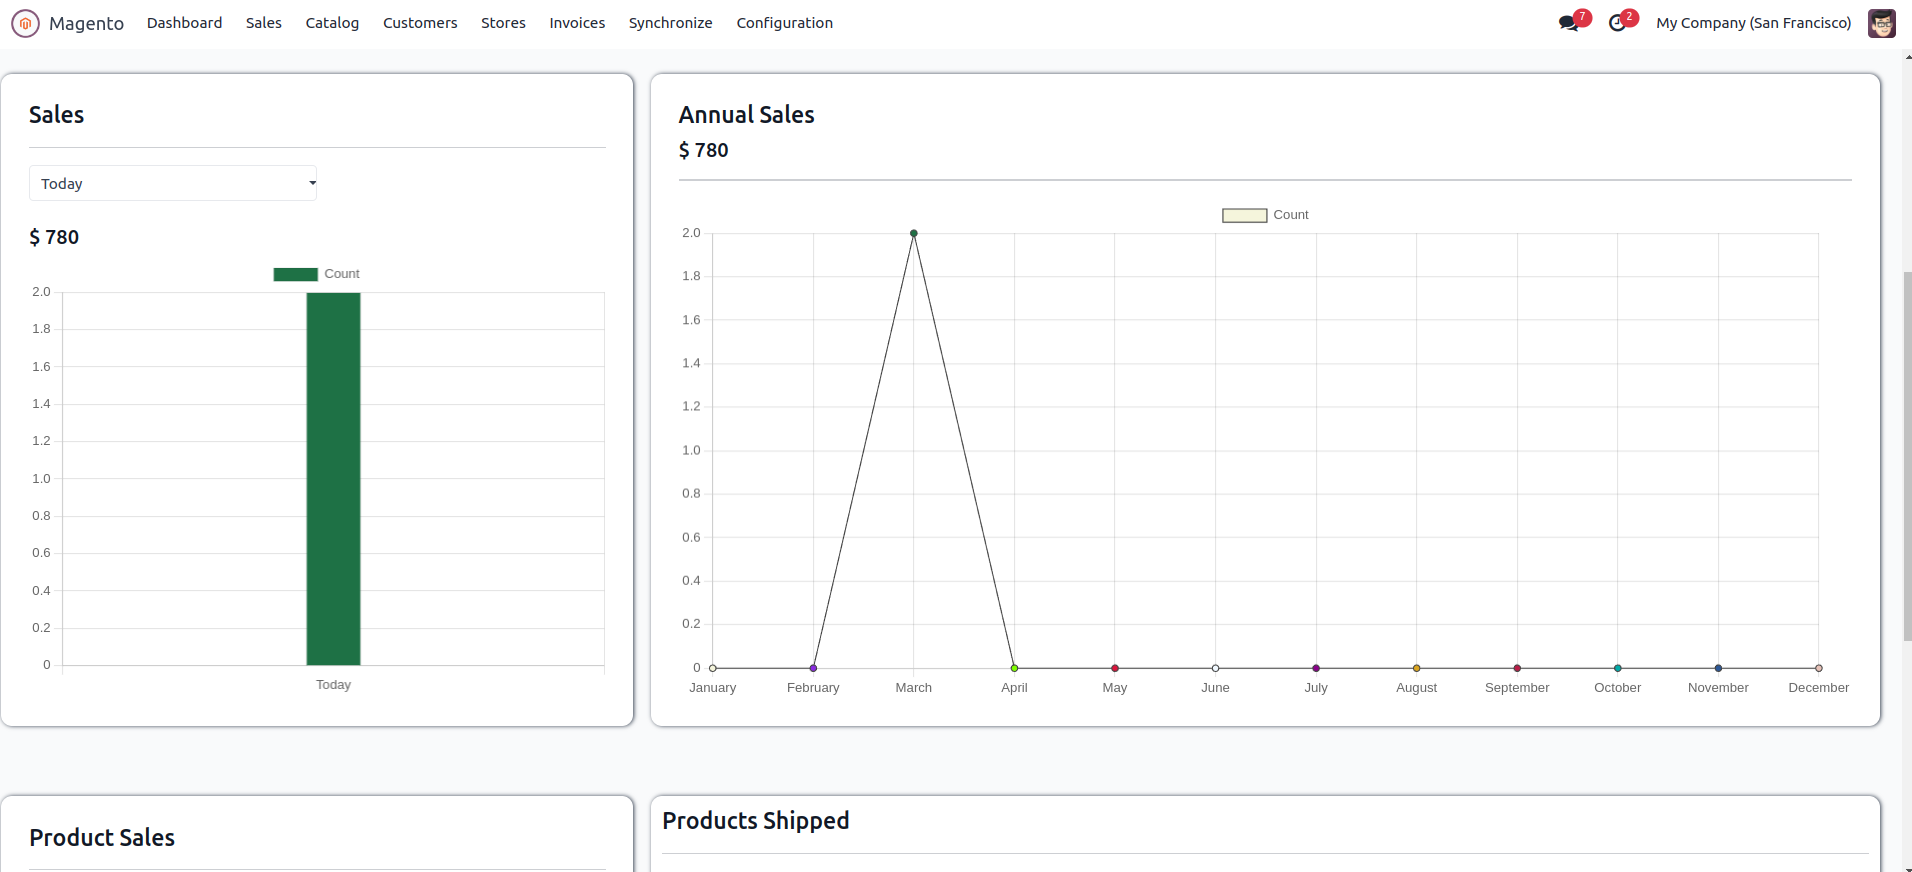 Magento Dashboard Sales Catalog Customers Stores Invoices Synchronize Configuration 7 2 My Company (San Francisco)
Sales
Today
$ 780
Count
2.0
1.8
1.6
1.4
1.2
1.0
0.8
0.6
0.4
0.2
0
Today
Annual Sales
$ 780
Count
2.0
1.8
1.6
1.4
1.2
1.0
0.8
0.6
0.4
0.2
0
January February March April May June July August September October November December
Product Sales
Products Shipped